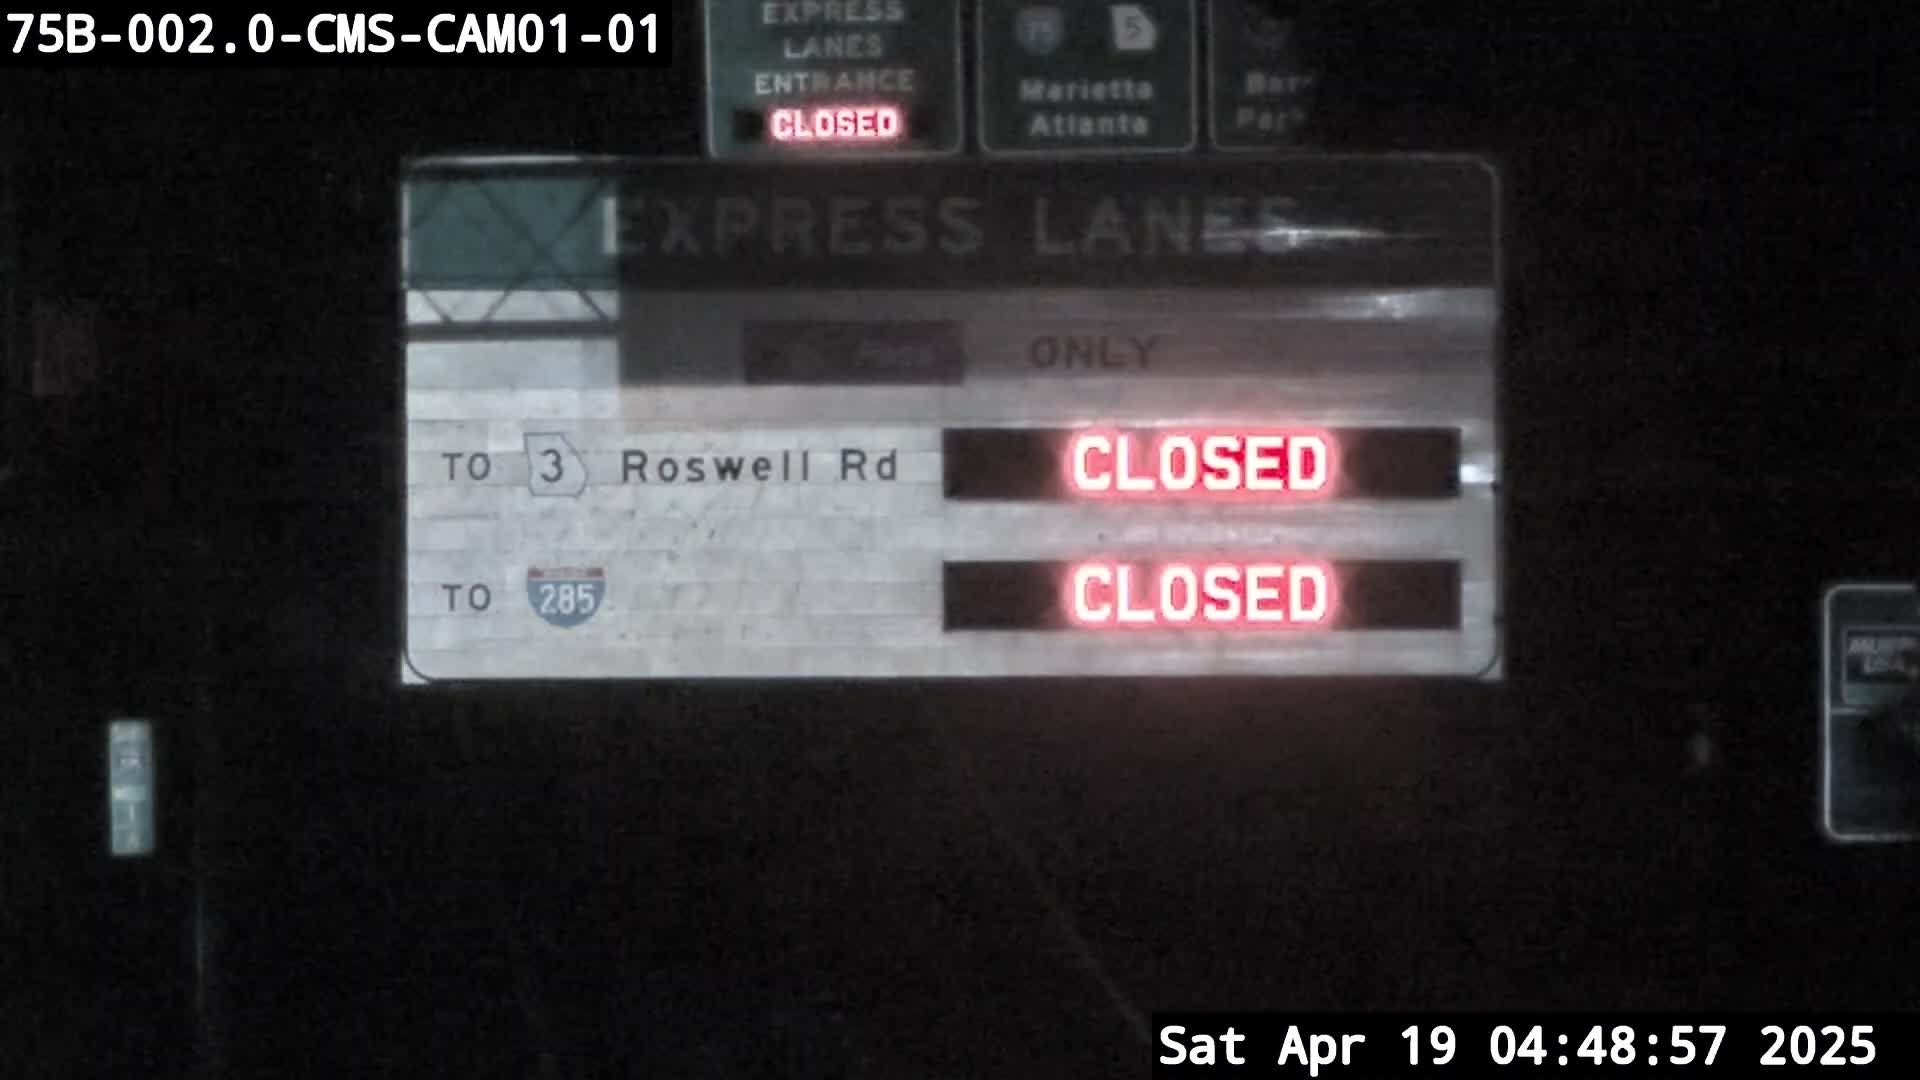 75B-002.0-CMS-CAM01-01
EXPRESS
LANES
ENTRANCE
CLOSED
75 5
Marietta
Atlanta
EXPRESS LANES
ONLY
TO 3 Roswell Rd CLOSED
TO 285 CLOSED
Sat Apr 19 04:48:57 2025